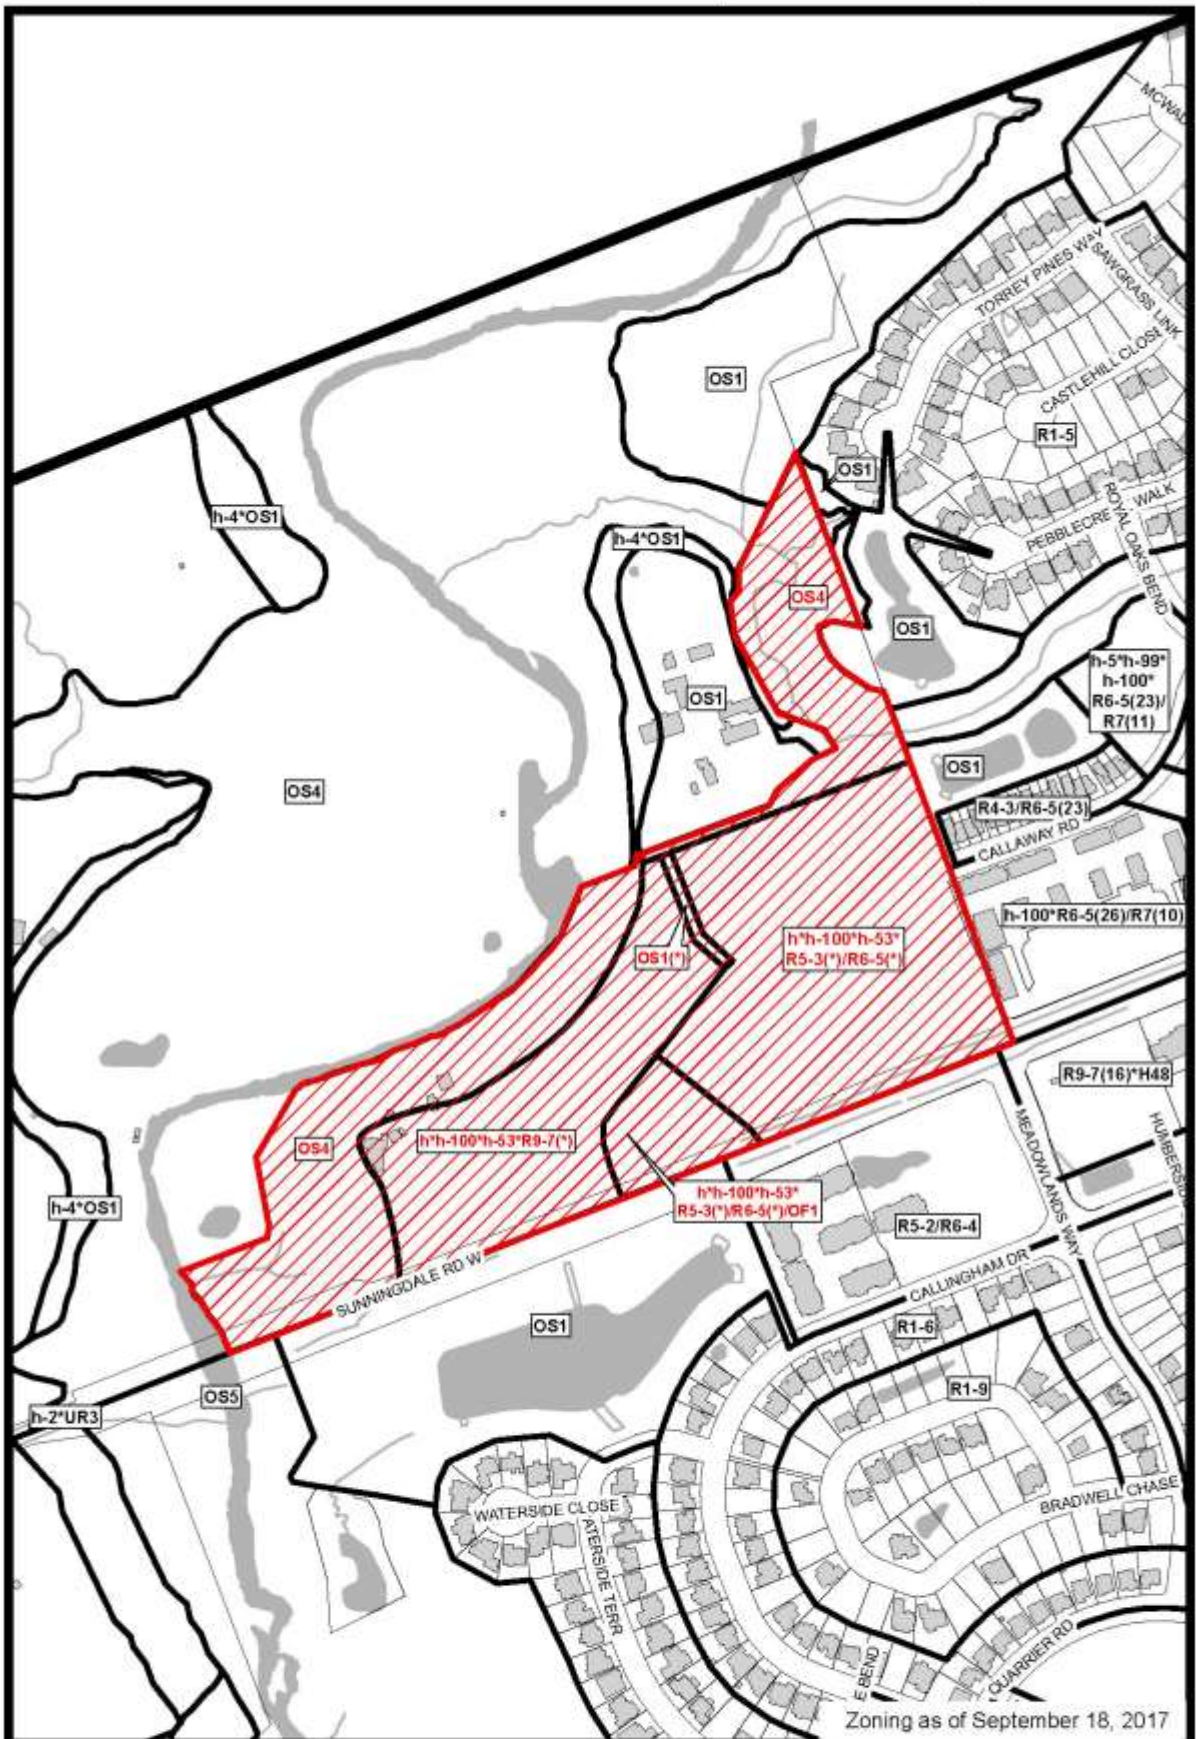 MCWAD
TORREY PINES WAY
SAWGRASS LINK
OS1
CASTLEHILL CLOSE
R1-5
OS1
h-4*OS1
ROYAL OAKS BEND
PEBBLECRE WALK
h-4*OS1
OS4
OS1
h-5*h-99*
h-100*
R6-5(23)/
R7(11)
OS1
OS1
OS4
R4-3/R6-5(23)
CALLAWAY RD
h-100*R6-5(26)/R7(10)
h*h-100*h-53*
R5-3(*)/R6-5(*)
OS1(*)
R9-7(16)*H48
MEADOWLANDS WAY
HUMBERSID
OS4
h*h-100*h-53*R9-7(*)
h*h-100*h-53*
R5-3(*)/R6-5(*)/OF1
h-4*OS1
R5-2/R6-4
SUNNINGDALE RD W
CALLINGHAM DR
OS1
R1-6
R1-9
OS5
h-2*UR3
WATERSIDE CLOSE
ATERSIDE TERR
BRADWELL CHASE
QUARRIER RD
E BEND
Zoning as of September 18, 2017